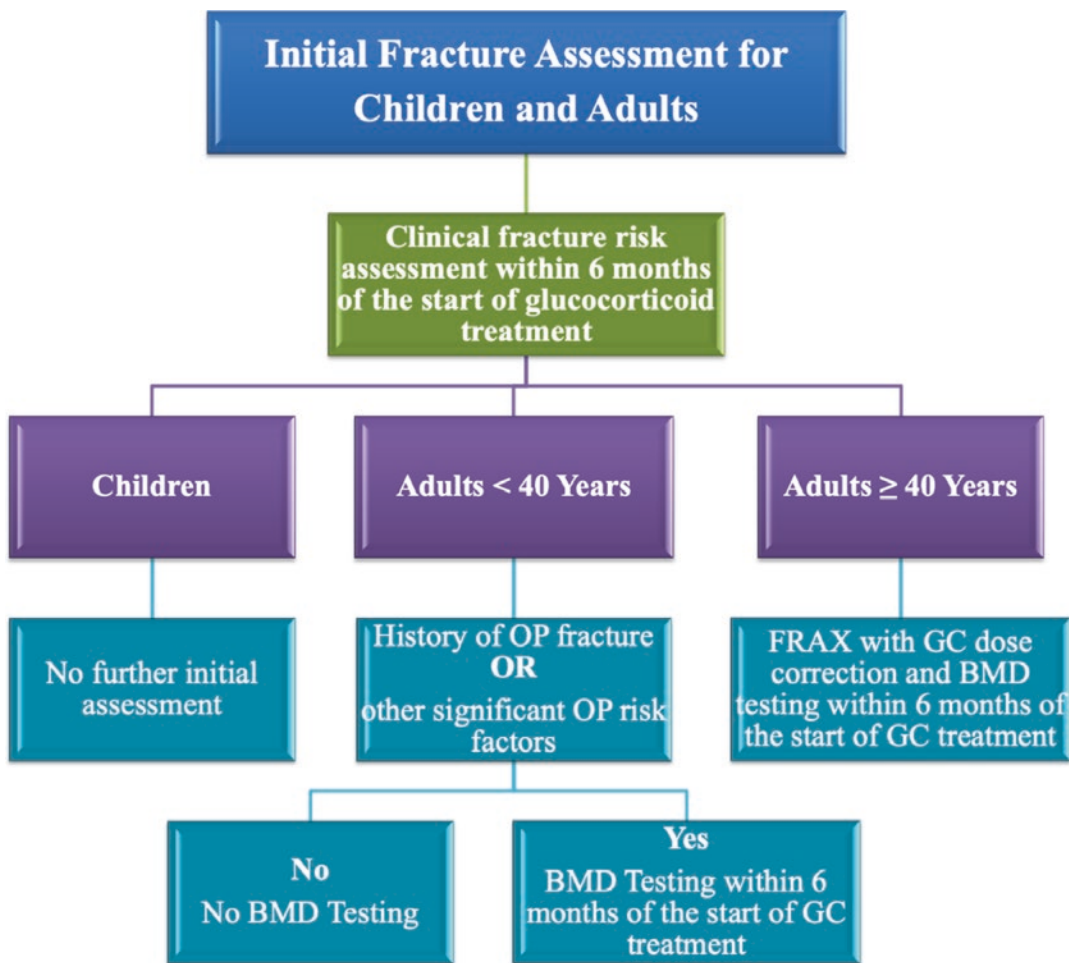 Initial Fracture Assessment for
Children and Adults
Clinical fracture risk
assessment within 6 months
of the start of glucocorticoid
treatment
Children
Adults < 40 Years
Adults ≥ 40 Years
No further initial
assessment
History of OP fracture
OR
other significant OP risk
factors
FRAX with GC dose
correction and BMD
testing within 6 months of
the start of GC treatment
No
No BMD Testing
Yes
BMD Testing within 6
months of the start of GC
treatment